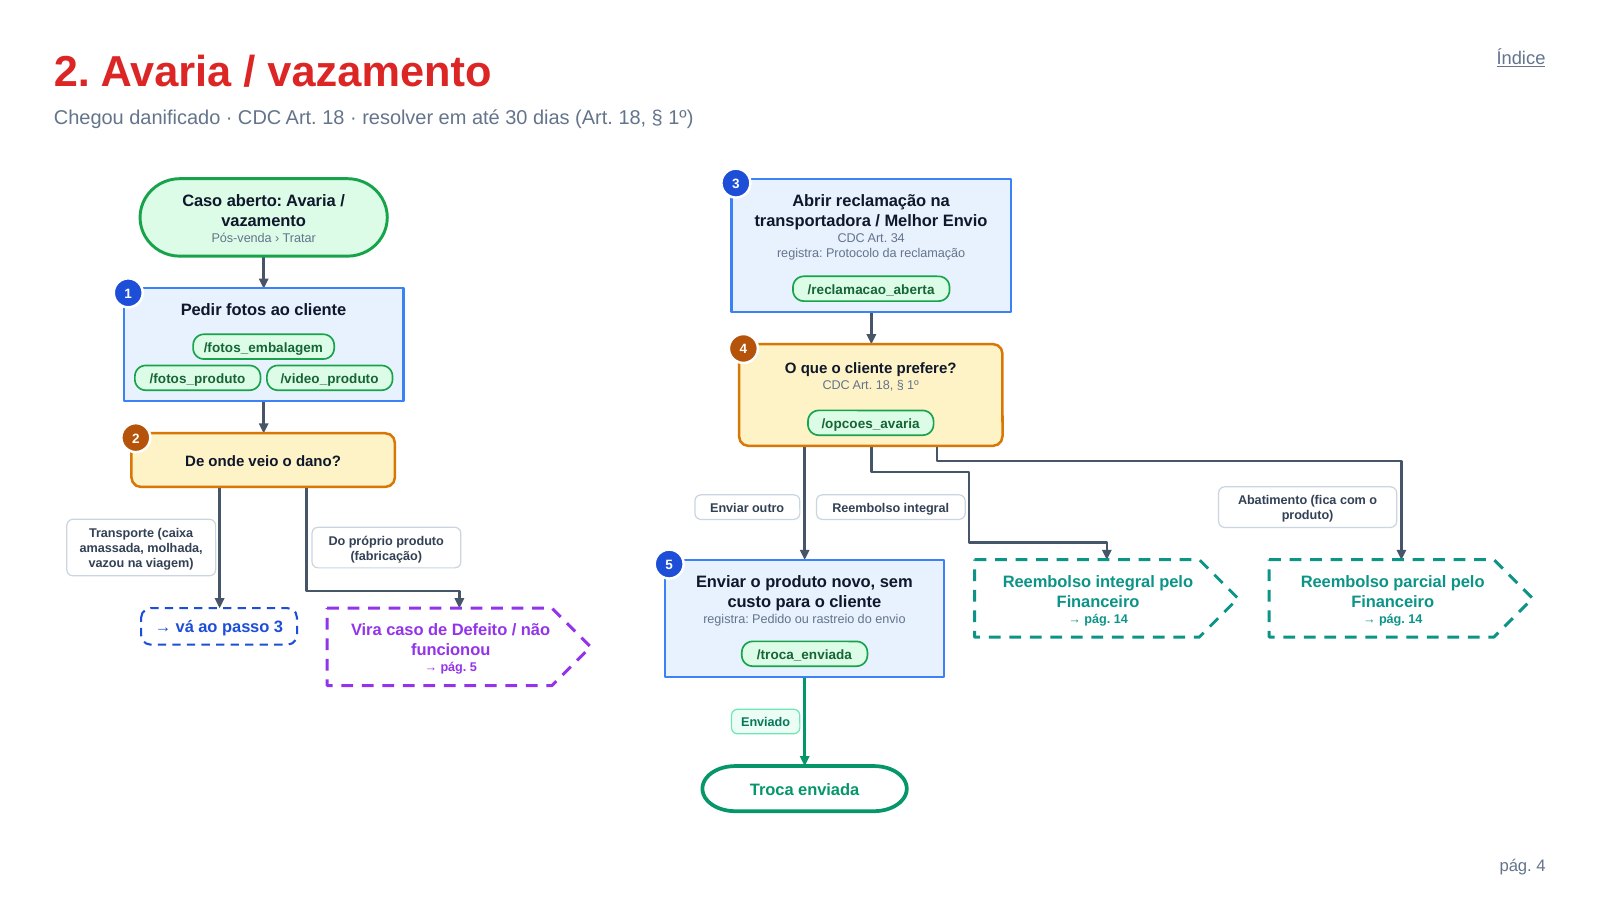 2. Avaria / vazamento
Índice
Chegou danificado · CDC Art. 18 · resolver em até 30 dias (Art. 18, § 1º)
Caso aberto: Avaria /
vazamento
Pós-venda › Tratar
1
Pedir fotos ao cliente
/fotos_embalagem
/fotos_produto
/video_produto
2
De onde veio o dano?
Transporte (caixa
amassada, molhada,
vazou na viagem)
Do próprio produto
(fabricação)
→ vá ao passo 3
Vira caso de Defeito / não
funcionou
→ pág. 5
3
Abrir reclamação na
transportadora / Melhor Envio
CDC Art. 34
registra: Protocolo da reclamação
/reclamacao_aberta
4
O que o cliente prefere?
CDC Art. 18, § 1º
/opcoes_avaria
Enviar outro
Reembolso integral
Abatimento (fica com o
produto)
5
Enviar o produto novo, sem
custo para o cliente
registra: Pedido ou rastreio do envio
/troca_enviada
Reembolso integral pelo
Financeiro
→ pág. 14
Reembolso parcial pelo
Financeiro
→ pág. 14
Enviado
Troca enviada
pág. 4